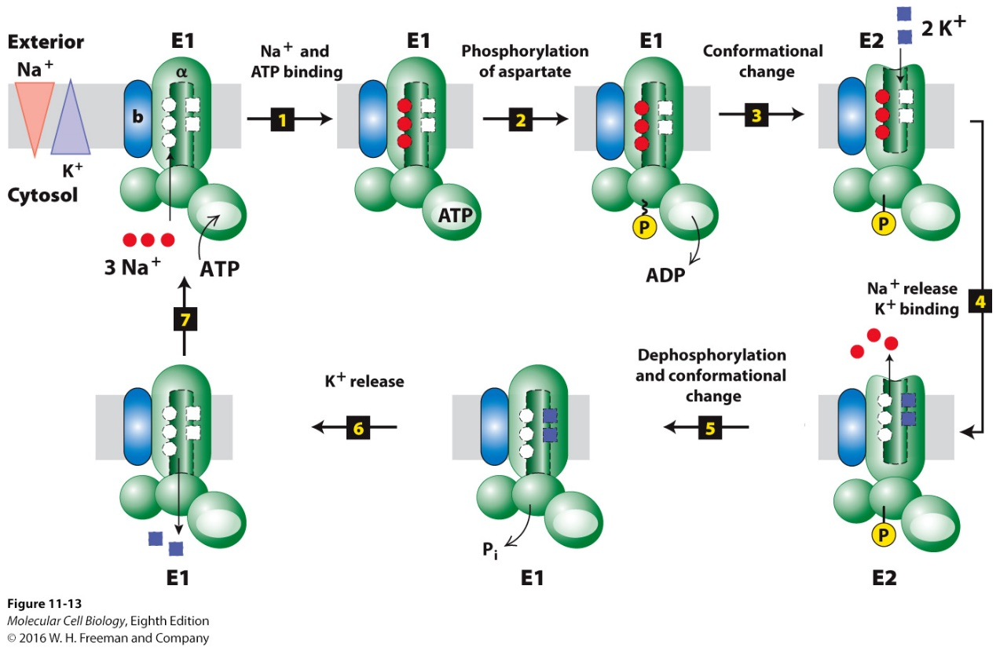 Exterior
Na+
K+
Cytosol
E1
α
b
3 Na+
ATP
Na+ and
ATP binding
1
E1
ATP
Phosphorylation
of aspartate
2
E1
P
ADP
Conformational
change
3
E2
2 K+
P
Na+ release
K+ binding
4
E2
P
Dephosphorylation
and conformational
change
5
E1
Pi
K+ release
6
E1
7
Figure 11-13
Molecular Cell Biology, Eighth Edition
© 2016 W. H. Freeman and Company